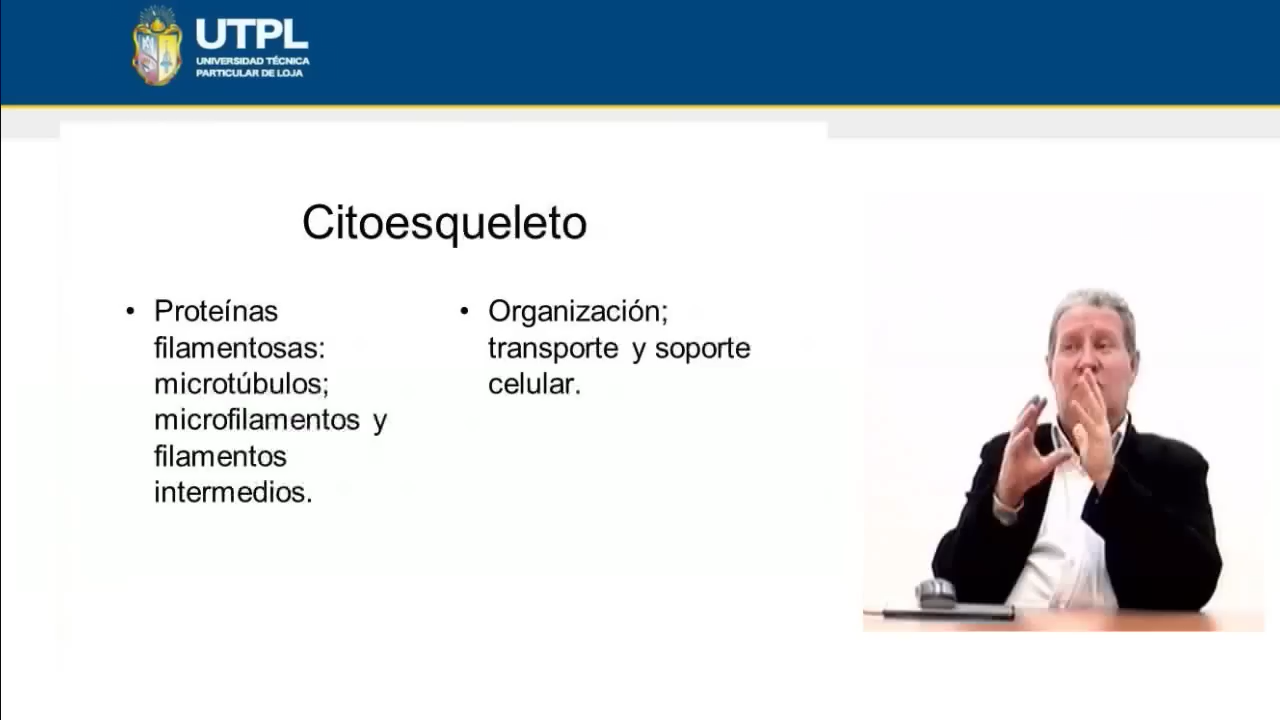 UTPL
UNIVERSIDAD TÉCNICA
PARTICULAR DE LOJA
Citoesqueleto
• Proteínas
filamentosas:
microtúbulos;
microfilamentos y
filamentos
intermedios.
• Organización;
transporte y soporte
celular.